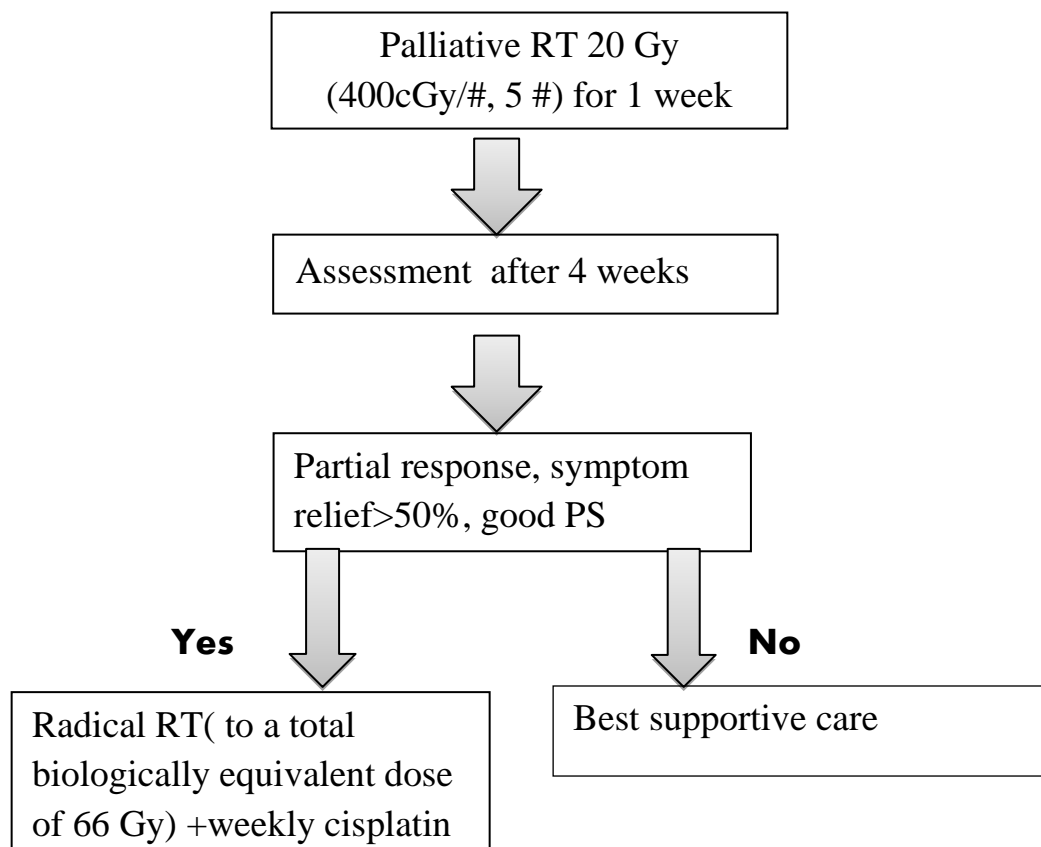 Palliative RT 20 Gy
(400cGy/#, 5 #) for 1 week
Assessment after 4 weeks
Partial response, symptom
relief>50%, good PS
Yes
No
Radical RT( to a total
biologically equivalent dose
of 66 Gy) +weekly cisplatin
Best supportive care